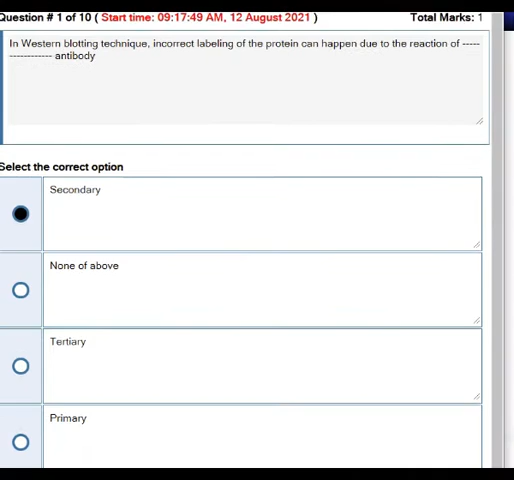 Question # 1 of 10 ( Start time: 09:17:49 AM, 12 August 2021 ) Total Marks: 1
In Western blotting technique, incorrect labeling of the protein can happen due to the reaction of -----
------------- antibody
Select the correct option
Secondary
None of above
Tertiary
Primary